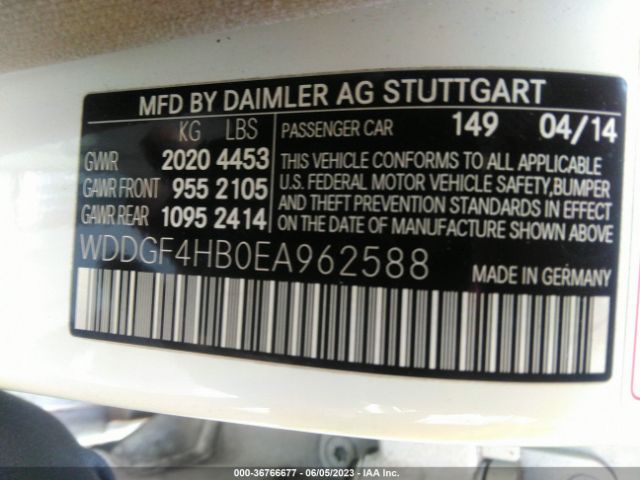 MFD BY DAIMLER AG STUTTGART
KG LBS
PASSENGER CAR 149 04/14
GVWR 2020 4453
GAWR FRONT 955 2105
GAWR REAR 1095 2414
THIS VEHICLE CONFORMS TO ALL APPLICABLE
U.S. FEDERAL MOTOR VEHICLE SAFETY,BUMPER
AND THEFT PREVENTION STANDARDS IN EFFECT
ON THE DATE OF MANUFACTURE SHOWN ABOVE
WDDGF4HB0EA962588
MADE IN GERMANY
000-36766677 - 06/05/2023 - IAA Inc.